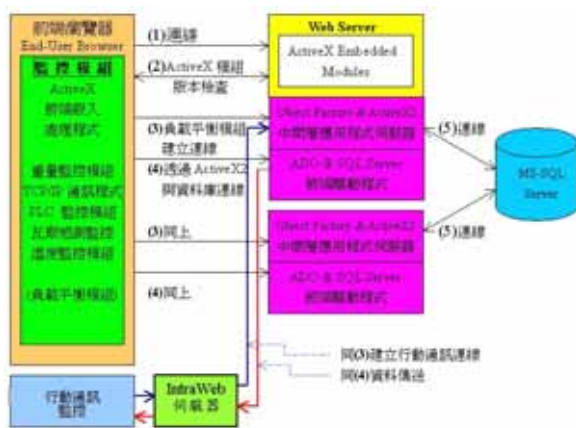 前端瀏覽器
End-User Browser
監控模組
ActiveX
前端嵌入
處理程式
重量監控模組
TCP/IP 通訊程式
PLC 監控模組
瓦斯偵測監控
溫度監控模組
(負載平衡模組)
(1)連線
(2)ActiveX 模組
版本檢查
(3)負載平衡模組
建立連線
(4)透過 ActiveX2
與資料庫連線
(3)同上
(4)同上
Web Server
ActiveX Embedded
Modules
Object Factory & ActiveX2
中間層應用程式伺服器
ADO & SQL Server
前端驅動程式
Object Factory & ActiveX2
中間層應用程式伺服器
ADO & SQL Server
前端驅動程式
(5)連線
(5)連線
MS-SQL
Server
同(3)建立行動通訊連線
同(4)資料傳送
行動通訊
監控
IntraWeb
伺服器